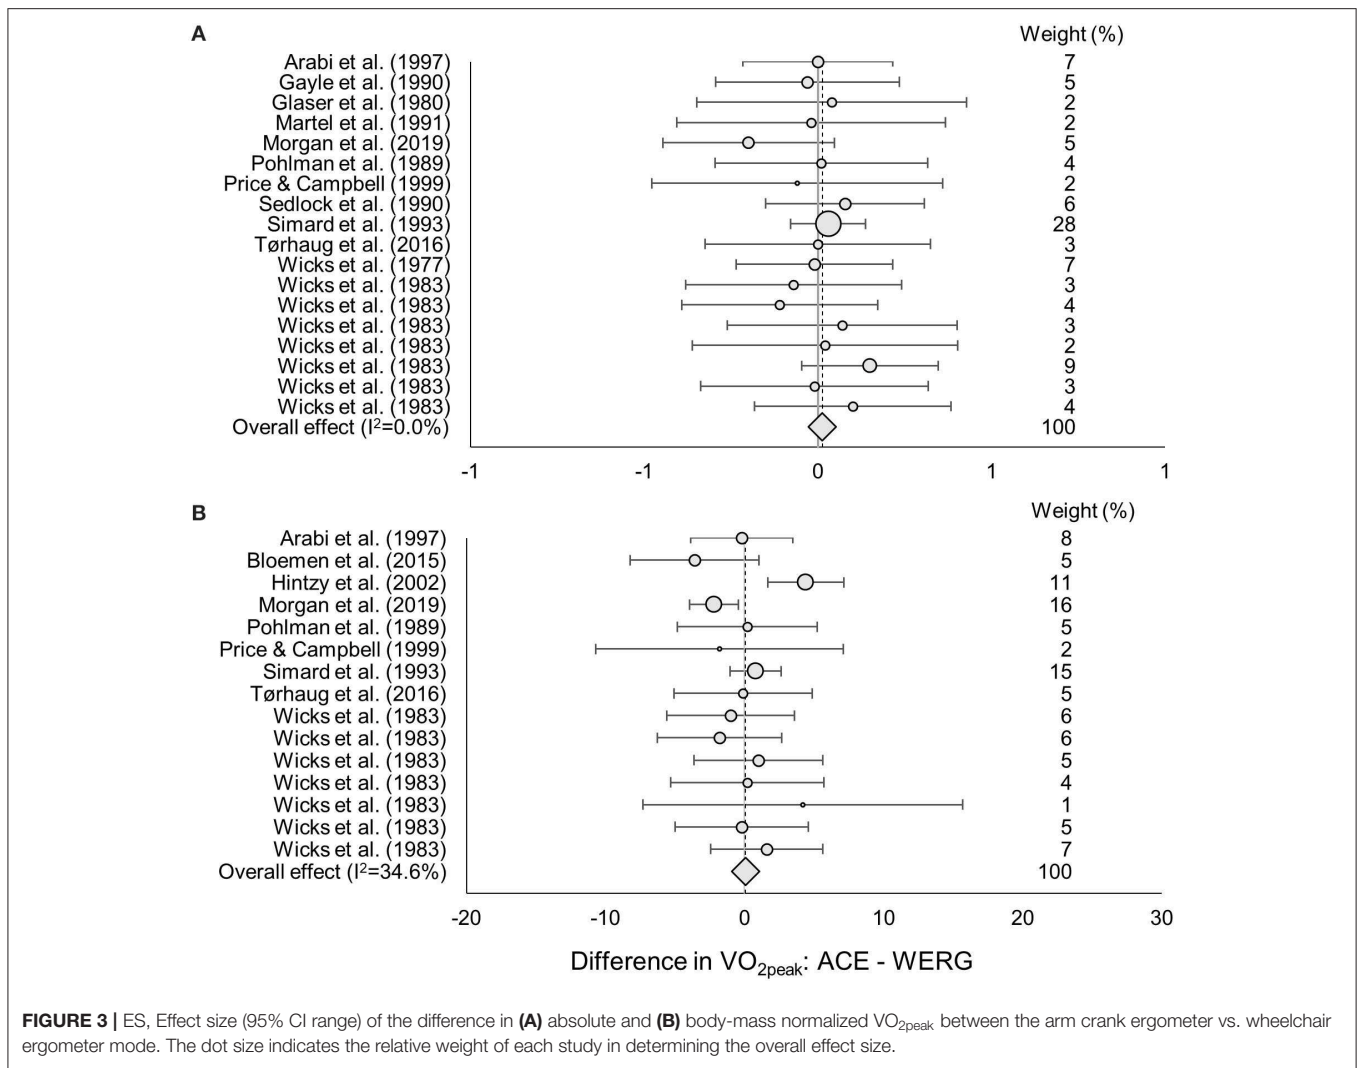 A
Weight (%)
Arabi et al. (1997) 7
Gayle et al. (1990) 5
Glaser et al. (1980) 2
Martel et al. (1991) 2
Morgan et al. (2019) 5
Pohlman et al. (1989) 4
Price & Campbell (1999) 2
Sedlock et al. (1990) 6
Simard et al. (1993) 28
Tørhaug et al. (2016) 3
Wicks et al. (1977) 7
Wicks et al. (1983) 3
Wicks et al. (1983) 4
Wicks et al. (1983) 3
Wicks et al. (1983) 2
Wicks et al. (1983) 9
Wicks et al. (1983) 3
Wicks et al. (1983) 4
Overall effect (I²=0.0%) 100
-1 -1 0 1 1
B
Weight (%)
Arabi et al. (1997) 8
Bloemen et al. (2015) 5
Hintzy et al. (2002) 11
Morgan et al. (2019) 16
Pohlman et al. (1989) 5
Price & Campbell (1999) 2
Simard et al. (1993) 15
Tørhaug et al. (2016) 5
Wicks et al. (1983) 6
Wicks et al. (1983) 6
Wicks et al. (1983) 5
Wicks et al. (1983) 4
Wicks et al. (1983) 1
Wicks et al. (1983) 5
Wicks et al. (1983) 7
Overall effect (I²=34.6%) 100
-20 -10 0 10 20 30
Difference in VO₂peak: ACE - WERG
FIGURE 3 | ES, Effect size (95% CI range) of the difference in (A) absolute and (B) body-mass normalized VO₂peak between the arm crank ergometer vs. wheelchair
ergometer mode. The dot size indicates the relative weight of each study in determining the overall effect size.